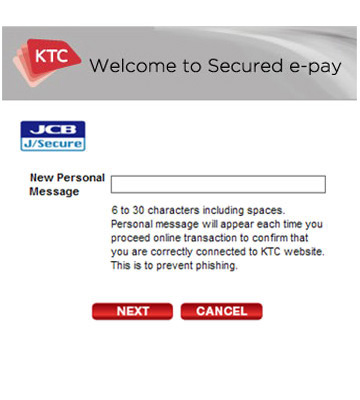 KTC
Welcome to Secured e-pay
JCB
J/Secure
New Personal
Message
6 to 30 characters including spaces.
Personal message will appear each time you
proceed online transaction to confirm that
you are correctly connected to KTC website.
This is to prevent phishing.
NEXT CANCEL